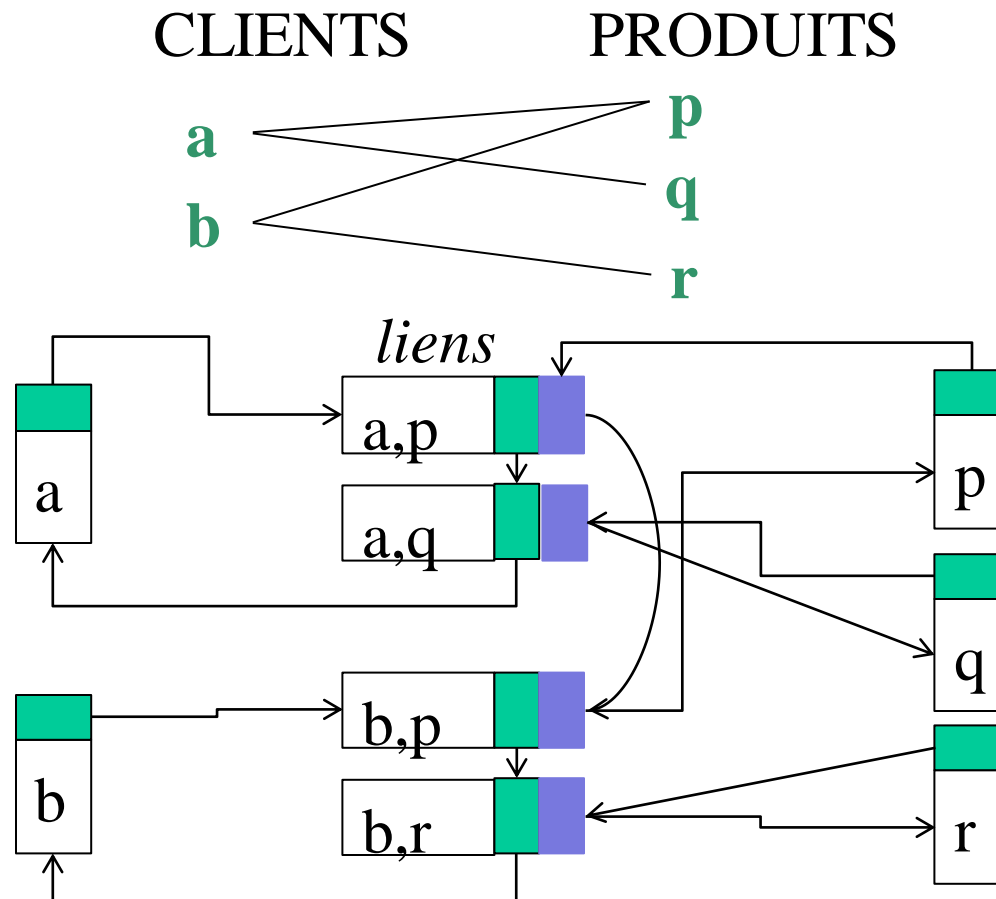 CLIENTS PRODUITS
a p
q
b
r
liens
a,p
a p
a,q
q
b,p
b
b,r r